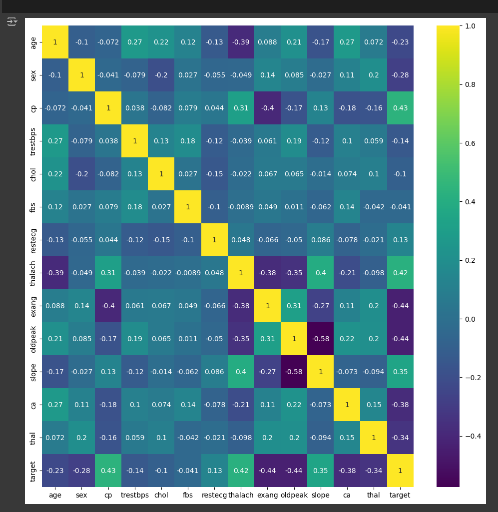 age 1 -0.1 -0.072 0.27 0.22 0.12 -0.13 -0.39 0.088 0.21 -0.17 0.27 0.072 -0.23
sex -0.1 1 -0.041 -0.079 -0.2 0.027 -0.055 -0.049 0.14 0.085 -0.027 0.11 0.2 -0.28
cp -0.072 -0.041 1 0.038 -0.082 0.079 0.044 0.31 -0.4 -0.17 0.13 -0.18 -0.16 0.43
trestbps 0.27 -0.079 0.038 1 0.13 0.18 -0.12 -0.039 0.061 0.19 -0.12 0.1 0.059 -0.14
chol 0.22 -0.2 -0.082 0.13 1 0.027 -0.15 -0.022 0.067 0.065 -0.014 0.074 0.1 -0.1
fbs 0.12 0.027 0.079 0.18 0.027 1 -0.1 -0.0089 0.049 0.011 -0.062 0.14 -0.042 -0.041
restecg -0.13 -0.055 0.044 -0.12 -0.15 -0.1 1 0.048 -0.066 -0.05 0.086 -0.078 -0.021 0.13
thalach -0.39 -0.049 0.31 -0.039 -0.022 -0.0089 0.048 1 -0.38 -0.35 0.4 -0.21 -0.098 0.42
exang 0.088 0.14 -0.4 0.061 0.067 0.049 -0.066 -0.38 1 0.31 -0.27 0.11 0.2 -0.44
oldpeak 0.21 0.085 -0.17 0.19 0.065 0.011 -0.05 -0.35 0.31 1 -0.58 0.22 0.2 -0.44
slope -0.17 -0.027 0.13 -0.12 -0.014 -0.062 0.086 0.4 -0.27 -0.58 1 -0.073 -0.094 0.35
ca 0.27 0.11 -0.18 0.1 0.074 0.14 -0.078 -0.21 0.11 0.22 -0.073 1 0.15 -0.38
thal 0.072 0.2 -0.16 0.059 0.1 -0.042 -0.021 -0.098 0.2 0.2 -0.094 0.15 1 -0.34
target -0.23 -0.28 0.43 -0.14 -0.1 -0.041 0.13 0.42 -0.44 -0.44 0.35 -0.38 -0.34 1
age sex cp trestbps chol fbs restecg thalach exang oldpeak slope ca thal target
1.0
0.8
0.6
0.4
0.2
0.0
−0.2
−0.4